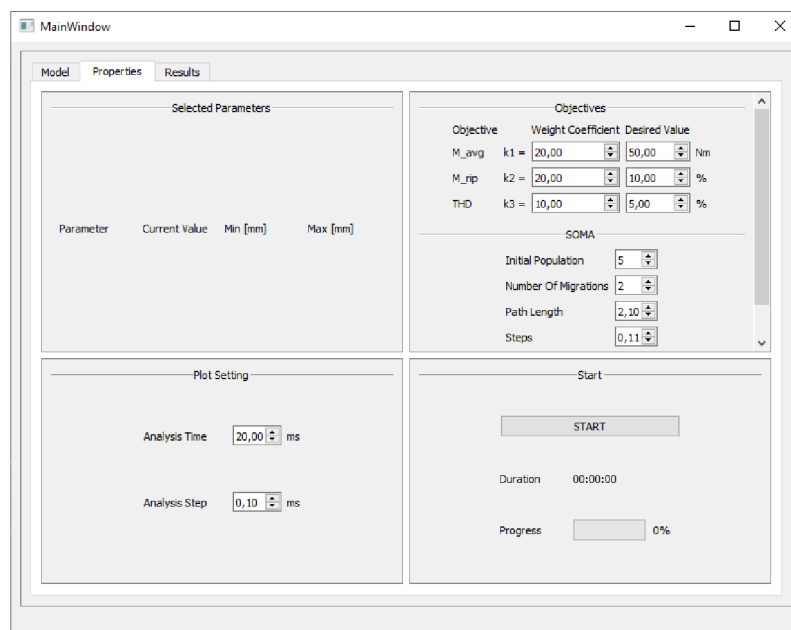 MainWindow
Model Properties Results
Selected Parameters
Parameter Current Value Min [mm] Max [mm]
Objectives
Objective Weight Coefficient Desired Value
M_avg k1 = 20,00 50,00 Nm
M_rip k2 = 20,00 10,00 %
THD k3 = 10,00 5,00 %
SOMA
Initial Population 5
Number Of Migrations 2
Path Length 2,10
Steps 0,11
Plot Setting
Analysis Time 20,00 ms
Analysis Step 0,10 ms
Start
START
Duration 00:00:00
Progress 0%